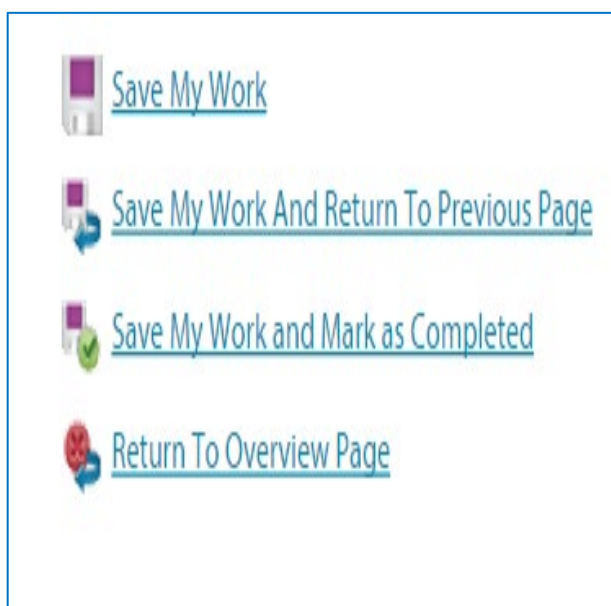 Save My Work
Save My Work And Return To Previous Page
Save My Work and Mark as Completed
Return To Overview Page